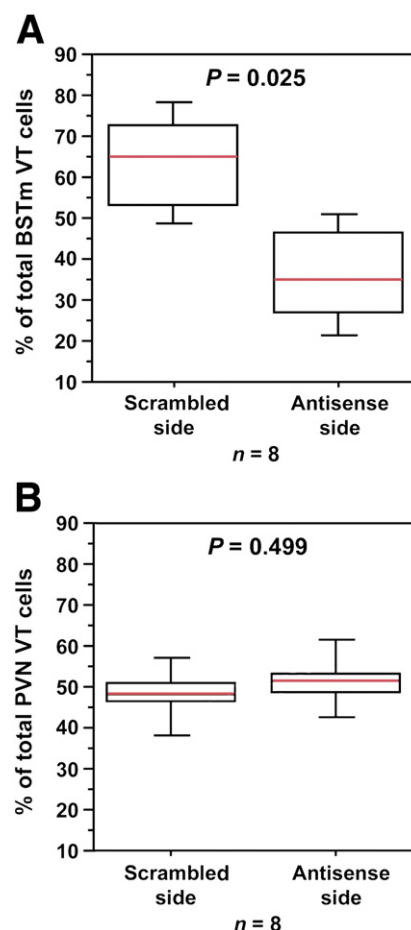 A
% of total BSTm VT cells
90
80
70
60
50
40
30
20
10
P = 0.025
Scrambled
side
Antisense
side
n = 8
B
% of total PVN VT cells
90
80
70
60
50
40
30
20
10
P = 0.499
Scrambled
side
Antisense
side
n = 8